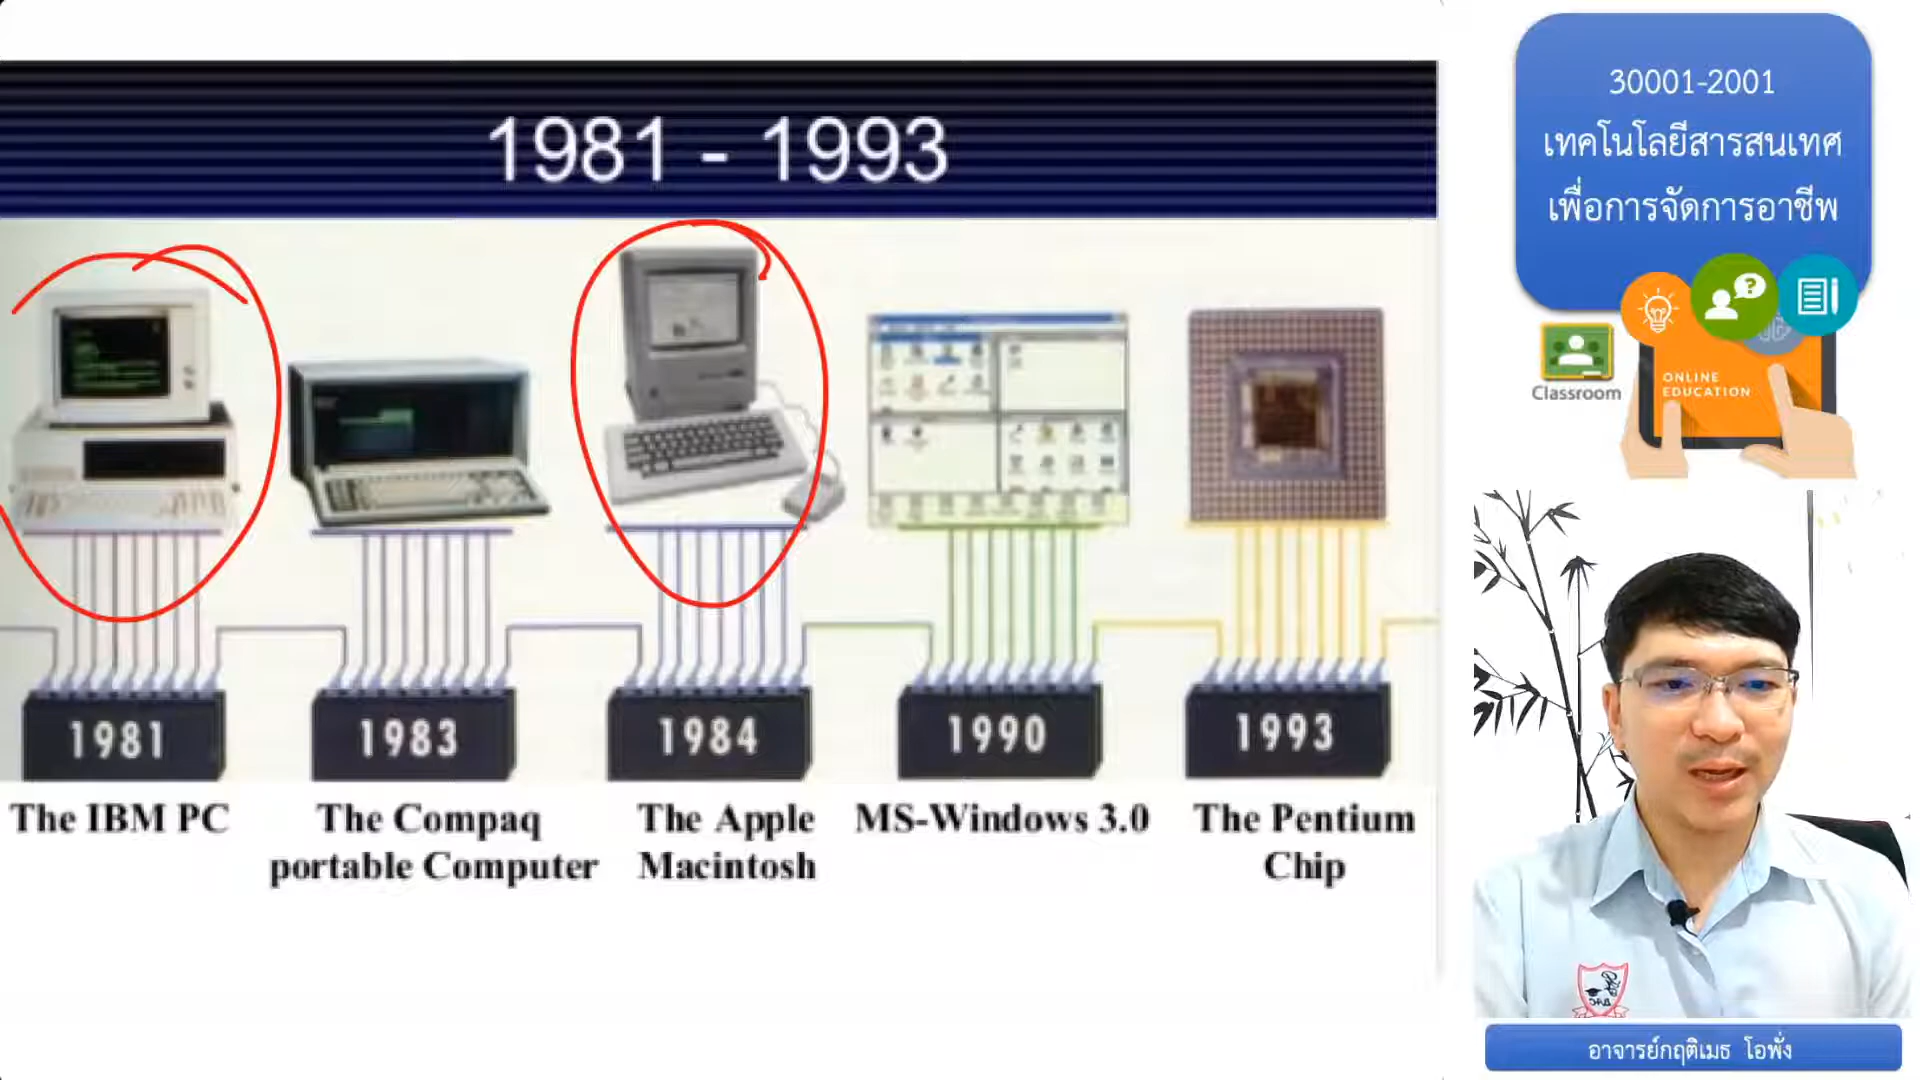 1981 - 1993
1981
1983
1984
1990
1993
The IBM PC
The Compaq
portable Computer
The Apple
Macintosh
MS-Windows 3.0
The Pentium
Chip
30001-2001
เทคโนโลยีสารสนเทศ
เพื่อการจัดการอาชีพ
ONLINE
EDUCATION
Classroom
อาจารย์กฤติเมธ โอพั่ง